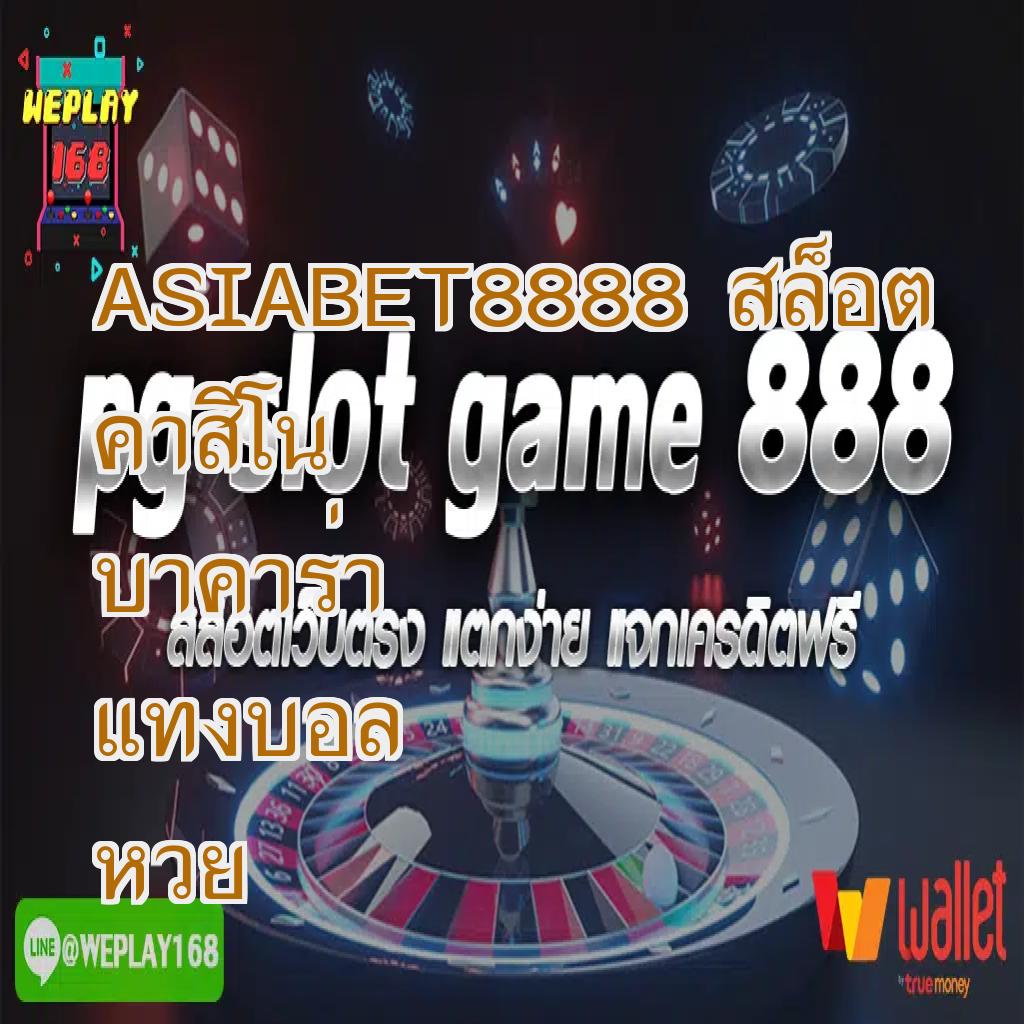 WEPLAY
168
ASIABET8888 สล็อต
pg slot game 888
คาสิโน
บาคาร่า
สล็อตเว็บตรง แตกง่าย แจกเครดิตฟรี
แทงบอล
หวย
LINE @WEPLAY168
wallet
by truemoney